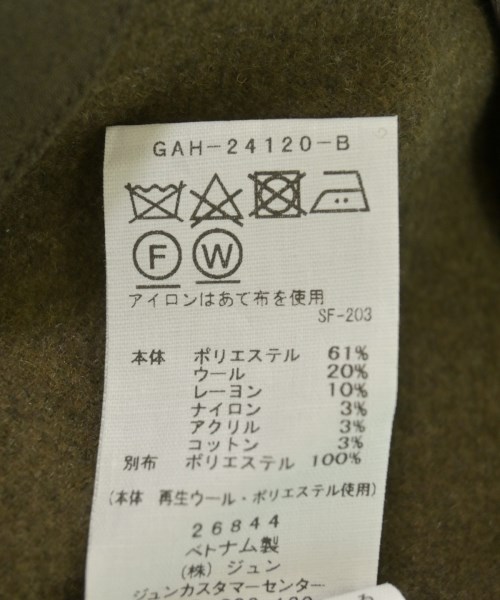 GAH-24120-B
F W
アイロンはあて布を使用
SF-203
本体 ポリエステル 61%
ウール 20%
レーヨン 10%
ナイロン 3%
アクリル 3%
コットン 3%
別布 ポリエステル 100%
(本体 再生ウール・ポリエステル使用)
26844
ベトナム製
(株) ジュン
ジュンカスタマーセンター